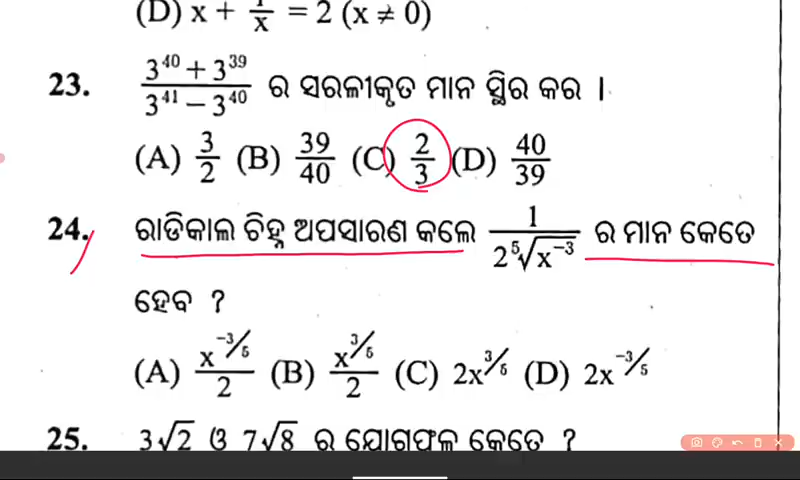 (D) x + 1/x = 2 (x ≠ 0)
23. (3^40 + 3^39)/(3^41 − 3^40) ର ସରଳୀକୃତ ମାନ ସ୍ଥିର କର ।
(A) 3/2 (B) 39/40 (C) 2/3 (D) 40/39
24. ରାଡିକାଲ ଚିହ୍ନ ଅପସାରଣ କଲେ 1/(2 ⁵√(x^−3)) ର ମାନ କେତେ
ହେବ ?
(A) x^(−3/5)/2 (B) x^(3/5)/2 (C) 2x^(3/5) (D) 2x^(−3/5)
25. 3√2 ଓ 7√8 ର ଯୋଗଫଳ କେତେ ?